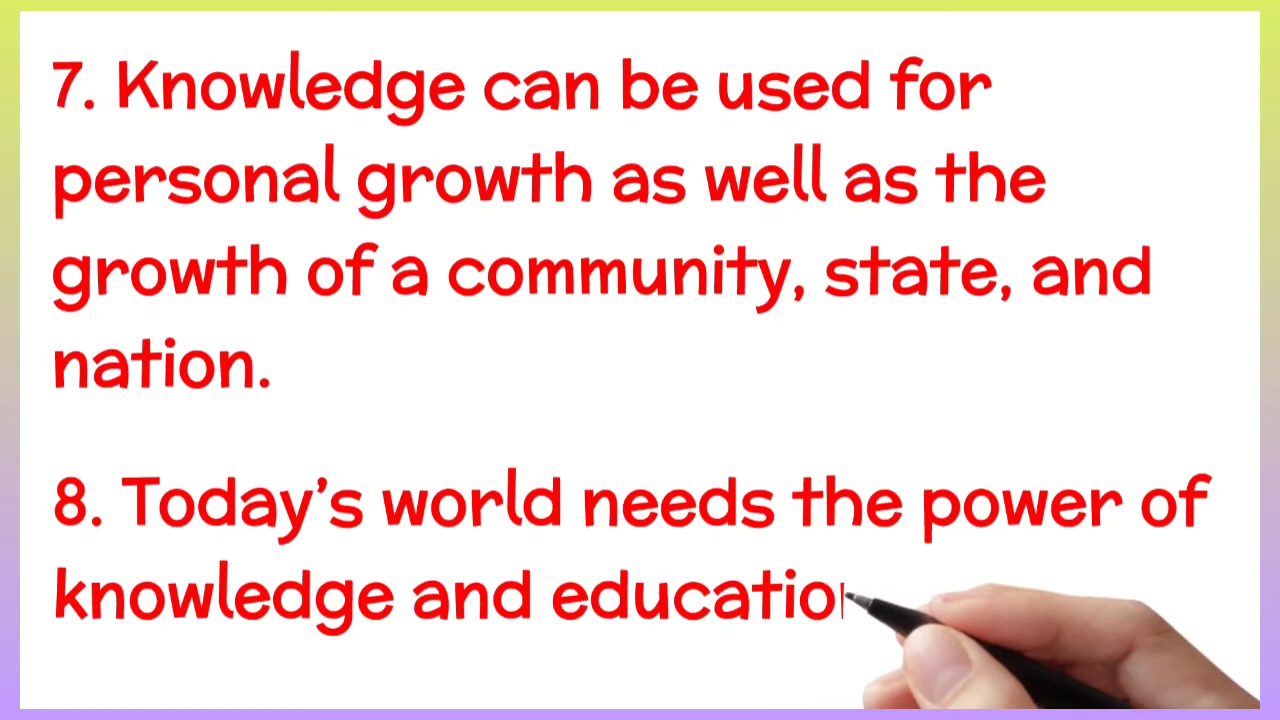 7. Knowledge can be used for
personal growth as well as the
growth of a community, state, and
nation.
8. Today’s world needs the power of
knowledge and